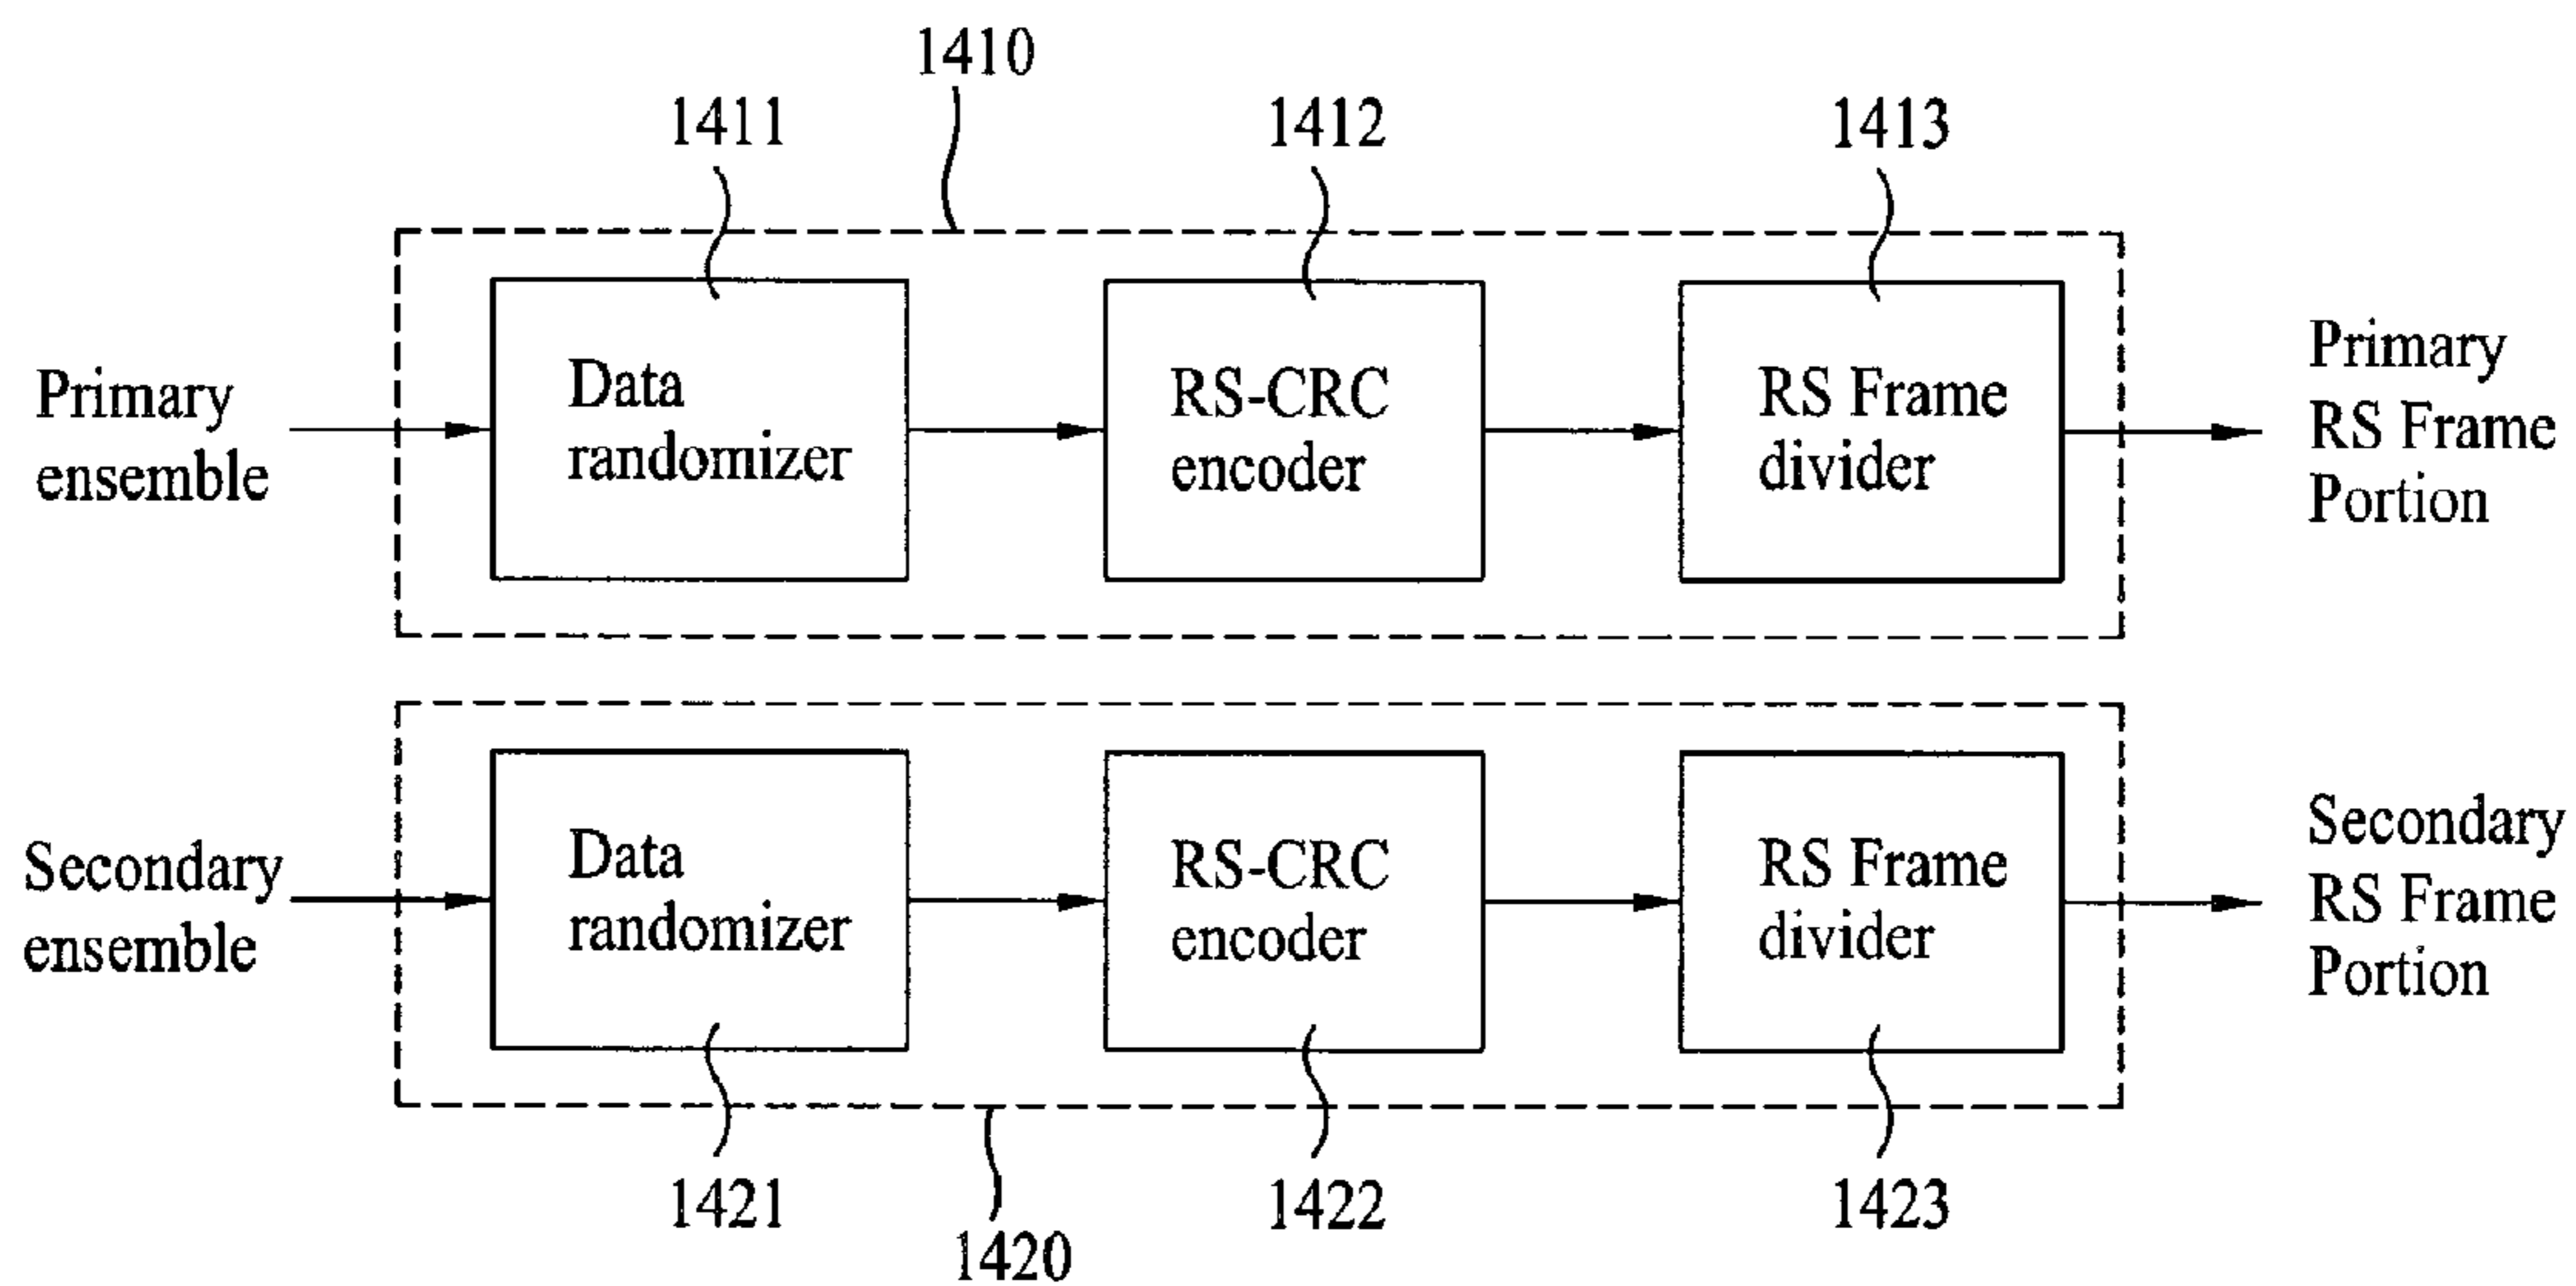 1410
1411
1412
1413
Primary
ensemble
Data
randomizer
RS-CRC
encoder
RS Frame
divider
Primary
RS Frame
Portion
Secondary
ensemble
Data
randomizer
RS-CRC
encoder
RS Frame
divider
Secondary
RS Frame
Portion
1421
1422
1423
1420